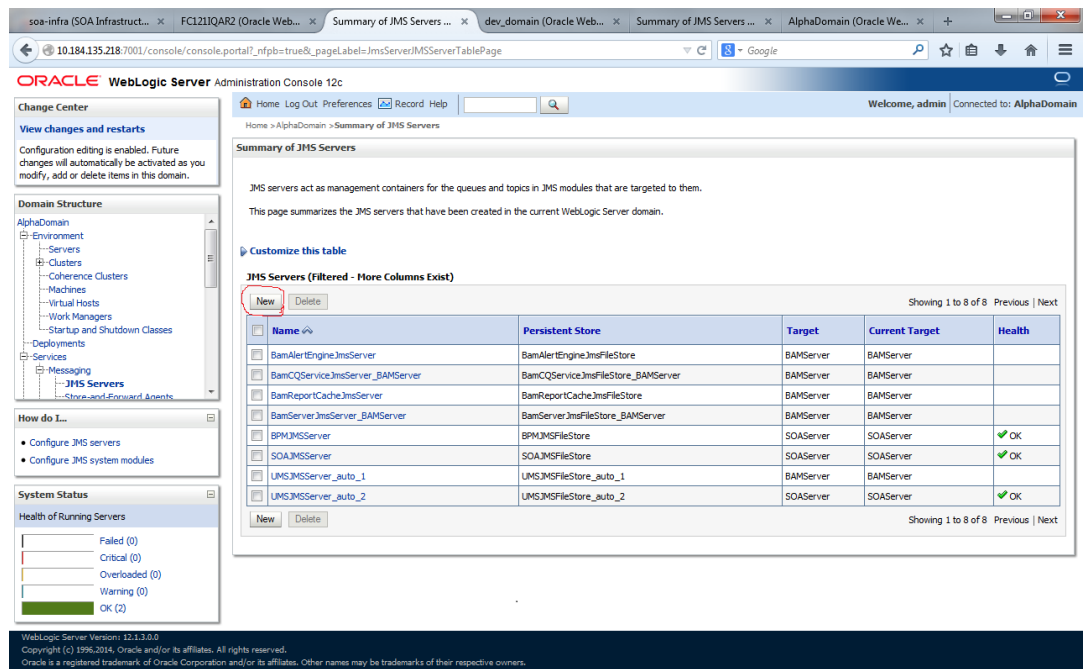 soa-infra (SOA Infrastruct... × FC121JQAR2 (Oracle Web... × Summary of JMS Servers ... × dev_domain (Oracle Web... × Summary of JMS Servers ... × AlphaDomain (Oracle We... × +
10.184.135.218:7001/console/console.portal?_nfpb=true&_pageLabel=JmsServerJMSServerTablePage
Google
ORACLE WebLogic Server Administration Console 12c
Change Center
View changes and restarts
Configuration editing is enabled. Future
changes will automatically be activated as you
modify, add or delete items in this domain.
Domain Structure
AlphaDomain
Environment
Servers
Clusters
Coherence Clusters
Machines
Virtual Hosts
Work Managers
Startup and Shutdown Classes
Deployments
Services
Messaging
JMS Servers
Store-and-Forward Agents
How do I...
Configure JMS servers
Configure JMS system modules
System Status
Health of Running Servers
Failed (0)
Critical (0)
Overloaded (0)
Warning (0)
OK (2)
Home Log Out Preferences Record Help
Welcome, admin Connected to: AlphaDomain
Home >AlphaDomain >Summary of JMS Servers
Summary of JMS Servers
JMS servers act as management containers for the queues and topics in JMS modules that are targeted to them.
This page summarizes the JMS servers that have been created in the current WebLogic Server domain.
Customize this table
JMS Servers (Filtered - More Columns Exist)
New Delete Showing 1 to 8 of 8 Previous | Next
Name Persistent Store Target Current Target Health
BamAlertEngineJmsServer BamAlertEngineJmsFileStore BAMServer BAMServer
BamCQServiceJmsServer_BAMServer BamCQServiceJmsFileStore_BAMServer BAMServer BAMServer
BamReportCacheJmsServer BamReportCacheJmsFileStore BAMServer BAMServer
BamServerJmsServer_BAMServer BamServerJmsFileStore_BAMServer BAMServer BAMServer
BPMJMSServer BPMJMSFileStore SOAServer SOAServer OK
SOAJMSServer SOAJMSFileStore SOAServer SOAServer OK
UMSJMSServer_auto_1 UMSJMSFileStore_auto_1 BAMServer BAMServer
UMSJMSServer_auto_2 UMSJMSFileStore_auto_2 SOAServer SOAServer OK
New Delete Showing 1 to 8 of 8 Previous | Next
WebLogic Server Version: 12.1.3.0.0
Copyright (c) 1996,2014, Oracle and/or its affiliates. All rights reserved.
Oracle is a registered trademark of Oracle Corporation and/or its affiliates. Other names may be trademarks of their respective owners.